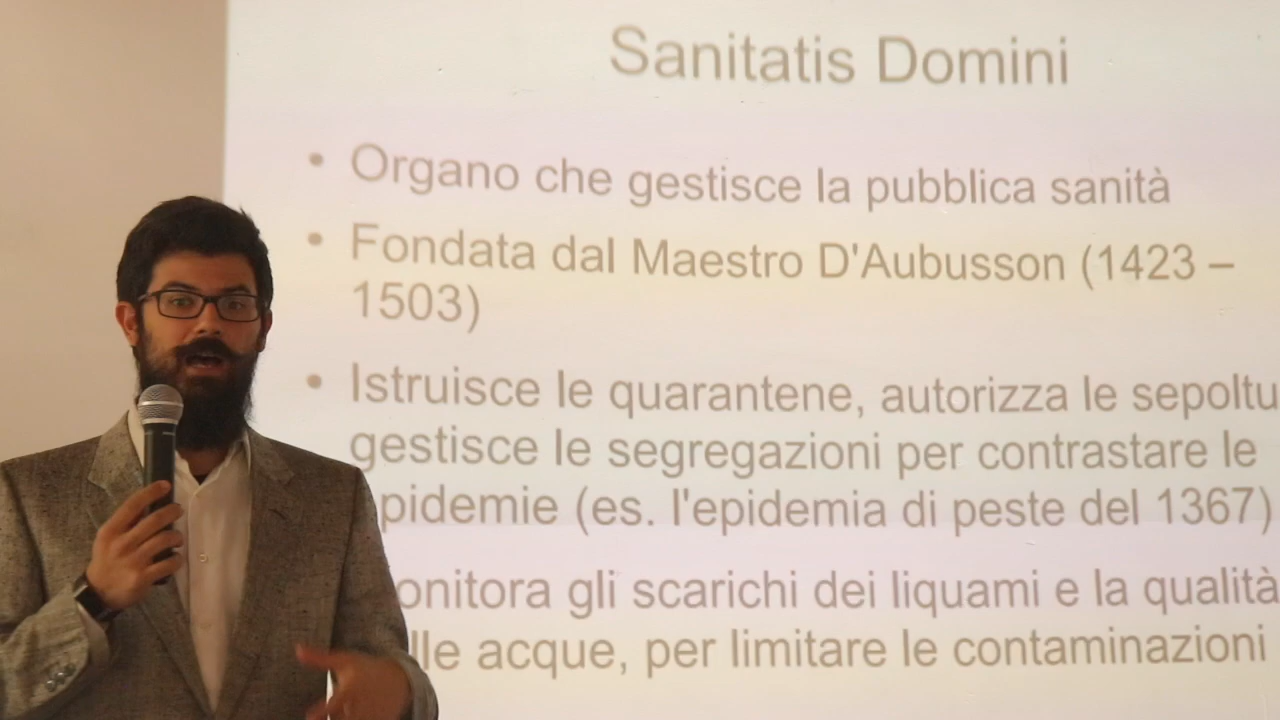 Sanitatis Domini
• Organo che gestisce la pubblica sanità
• Fondata dal Maestro D'Aubusson (1423 –
1503)
• Istruisce le quarantene, autorizza le
gestisce le segregazioni per contrastare le
(es. l'epidemia di peste del 1367)
gli scarichi dei liquami e la qualità
acque, per limitare le contaminazioni